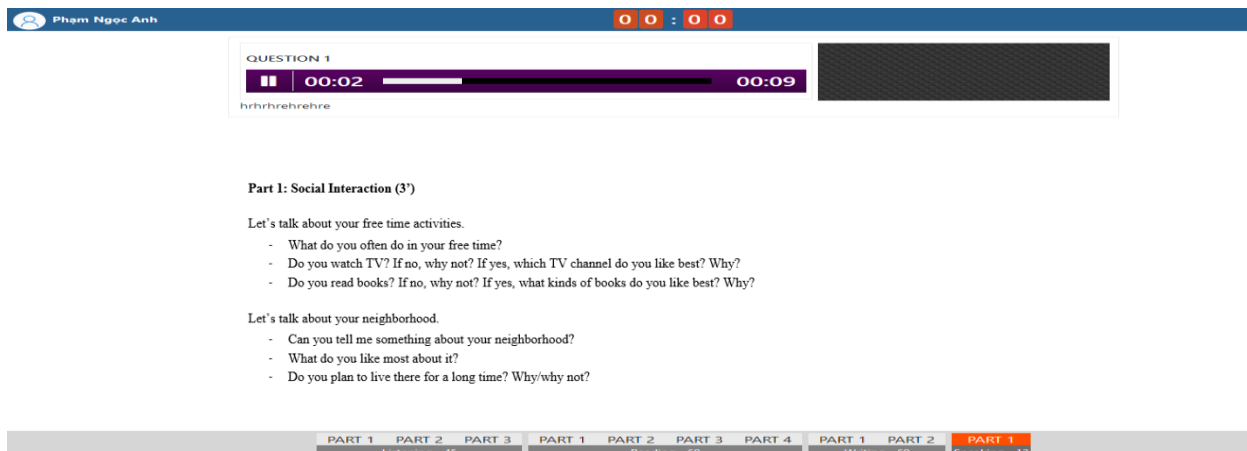 Phạm Ngọc Anh
00:00
QUESTION 1
00:02
00:09
hrhrhrehrehre
Part 1: Social Interaction (3’)
Let’s talk about your free time activities.
- What do you often do in your free time?
- Do you watch TV? If no, why not? If yes, which TV channel do you like best? Why?
- Do you read books? If no, why not? If yes, what kinds of books do you like best? Why?
Let’s talk about your neighborhood.
- Can you tell me something about your neighborhood?
- What do you like most about it?
- Do you plan to live there for a long time? Why/why not?
PART 1 PART 2 PART 3 PART 1 PART 2 PART 3 PART 4 PART 1 PART 2 PART 1